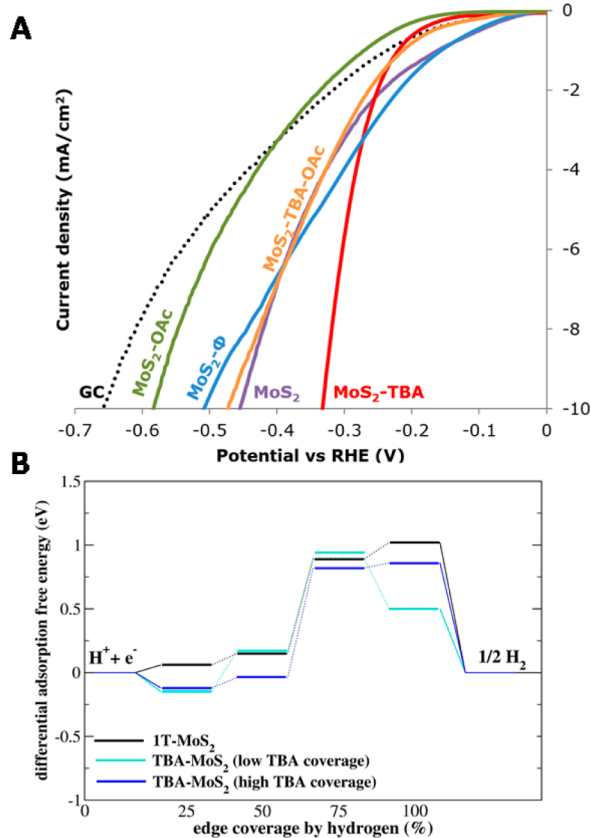 A
0
-2
-4
-6
-8
-10
Current density (mA/cm²)
GC
MoS₂-OAc
MoS₂-Φ
MoS₂-TBA-OAc
MoS₂
MoS₂-TBA
-0.7 -0.6 -0.5 -0.4 -0.3 -0.2 -0.1 0
Potential vs RHE (V)
B
1.5
1
0.5
0
-0.5
-1
differential adsorption free energy (eV)
H⁺+ e⁻
1/2 H₂
1T-MoS₂
TBA-MoS₂ (low TBA coverage)
TBA-MoS₂ (high TBA coverage)
0 25 50 75 100
edge coverage by hydrogen (%)